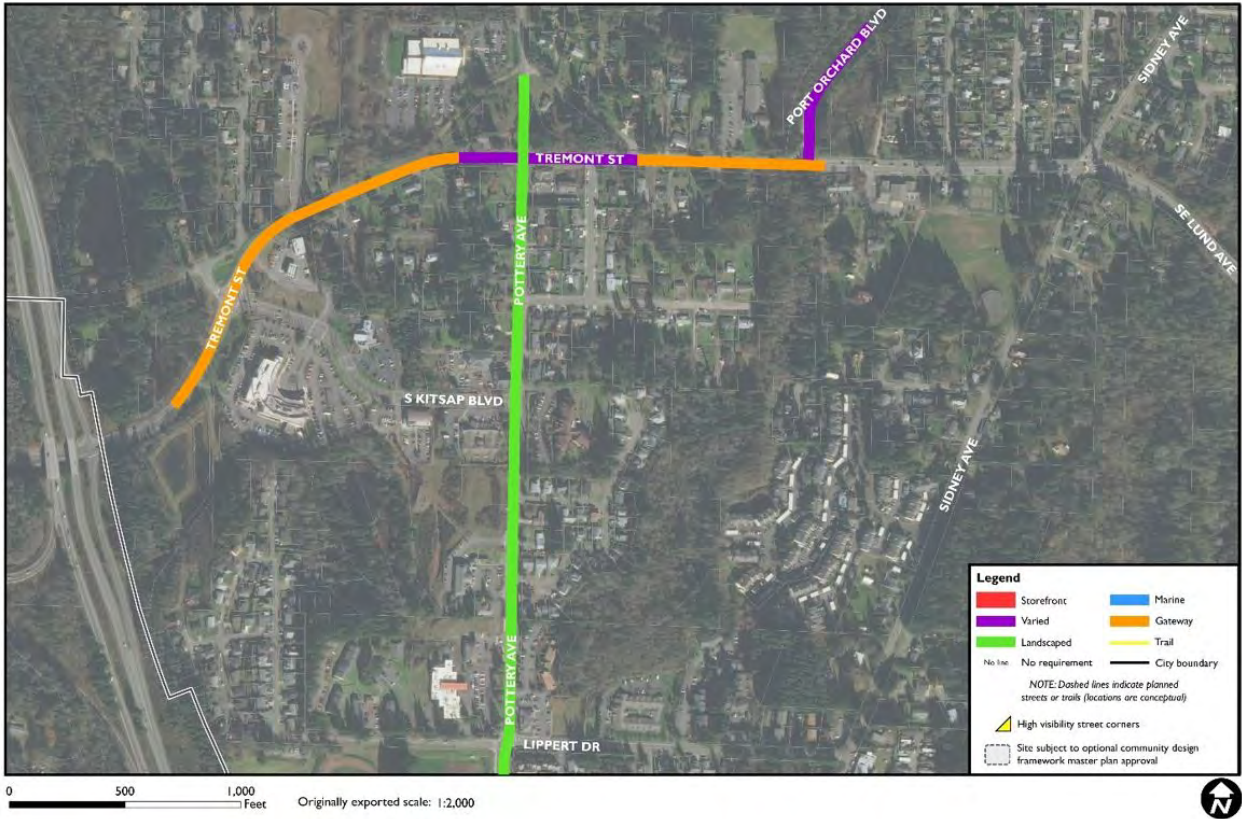 PORT ORCHARD BLVD
SIDNEY AVE
TREMONT ST
SE LUND AVE
POTTERY AVE
TREMONT ST
S KITSAP BLVD
SIDNEY AVE
POTTERY AVE
LIPPERT DR
Legend
Storefront
Marine
Varied
Gateway
Landscaped
Trail
No line No requirement
City boundary
NOTE: Dashed lines indicate planned
streets or trails (locations are conceptual)
High visibility street corners
Site subject to optional community design
framework master plan approval
0 500 1,000
Feet
Originally exported scale: 1:2,000
N